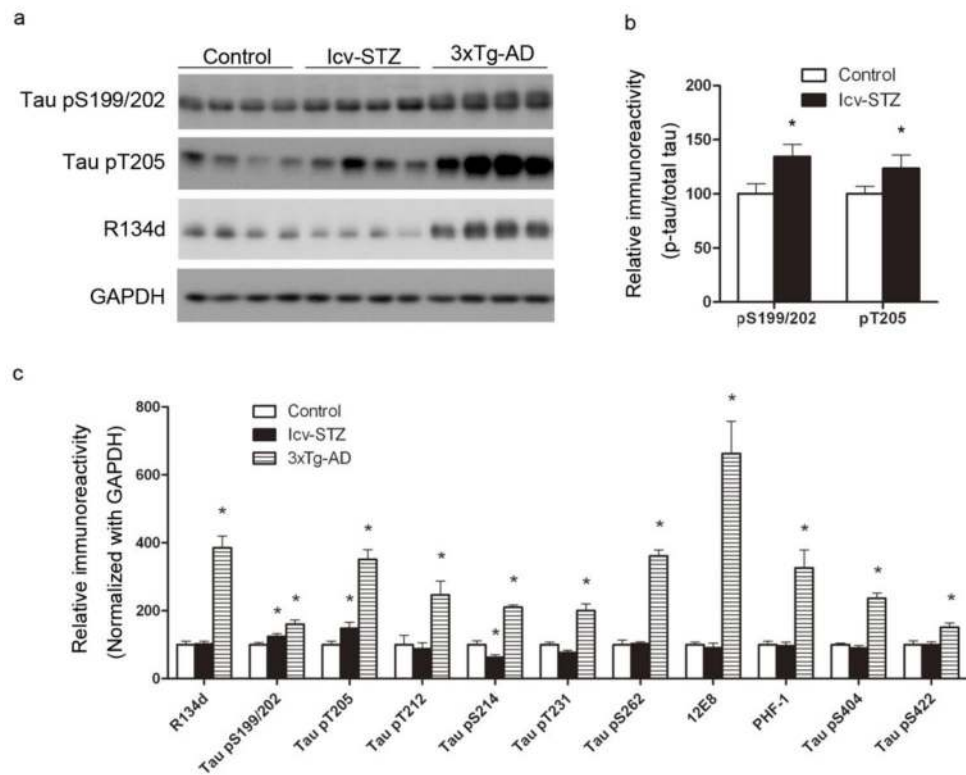 a
Control Icv-STZ 3xTg-AD
Tau pS199/202
Tau pT205
R134d
GAPDH
b
Control
Icv-STZ
Relative immunoreactivity
(p-tau/total tau)
200
150
100
50
0
* *
pS199/202 pT205
c
Control
Icv-STZ
3xTg-AD
Relative immunoreactivity
(Normalized with GAPDH)
800
600
400
200
0
* * * * * * * * * * * * * *
R134d
Tau pS199/202
Tau pT205
Tau pT212
Tau pS214
Tau pT231
Tau pS262
12E8
PHF-1
Tau pS404
Tau pS422